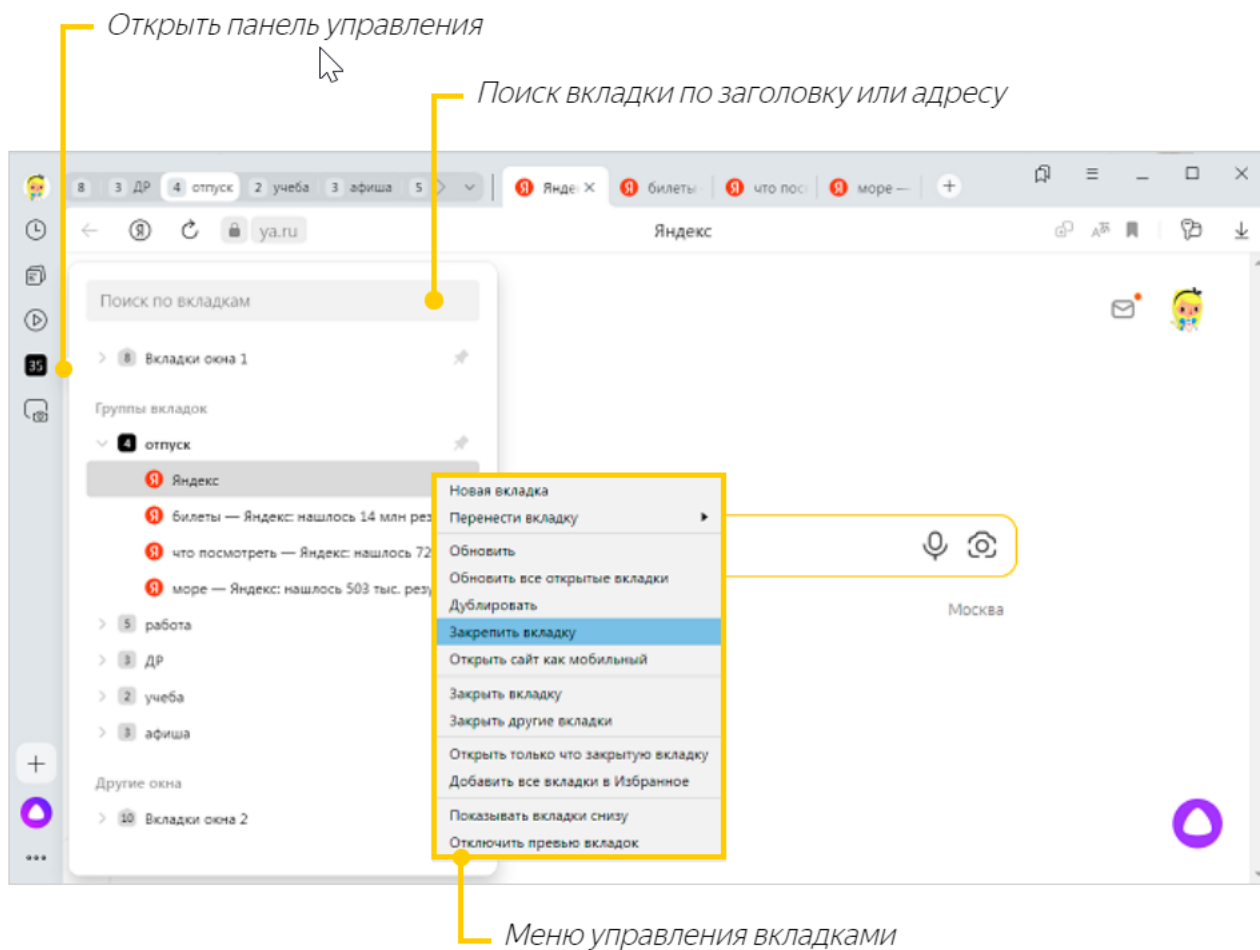 Открыть панель управления
Поиск вкладки по заголовку или адресу
8 3 ДР 4 отпуск 2 учеба 3 афиша 5 Яндек билеты что пос море —
ya.ru Яндекс
Поиск по вкладкам
35
8 Вкладки окна 1
Группы вкладок
4 отпуск
Яндекс
билеты — Яндекс: нашлось 14 млн рез
что посмотреть — Яндекс: нашлось 72
море — Яндекс: нашлось 503 тыс. резу
5 работа
3 ДР
2 учеба
3 афиша
Другие окна
10 Вкладки окна 2
Новая вкладка
Перенести вкладку
Обновить
Обновить все открытые вкладки
Дублировать
Закрепить вкладку
Открыть сайт как мобильный
Закрыть вкладку
Закрыть другие вкладки
Открыть только что закрытую вкладку
Добавить все вкладки в Избранное
Показывать вкладки снизу
Отключить превью вкладок
Москва
Меню управления вкладками